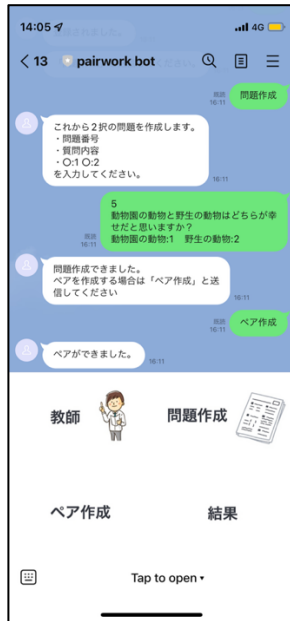 14:05
4G
13 pairwork bot
既読
16:11
問題作成
これから2択の問題を作成します。
・問題番号
・質問内容
・○:1 ○:2
を入力してください。
16:11
5
動物園の動物と野生の動物はどちらが幸
せだと思いますか?
動物園の動物:1 野生の動物:2
既読
16:11
問題作成できました。
ペアを作成する場合は「ペア作成」と送
信してください
16:11
既読
16:11
ペア作成
ペアができました。
16:11
教師
問題作成
ペア作成
結果
Tap to open